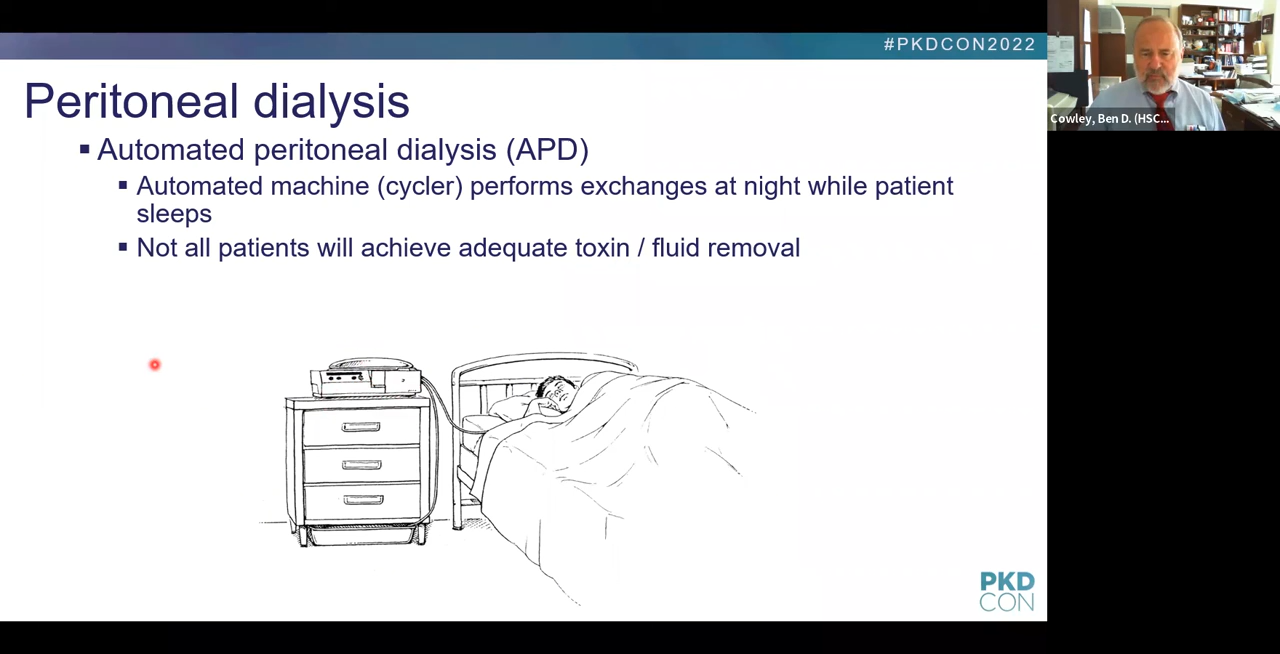 #PKDCON2022
Peritoneal dialysis
▪ Automated peritoneal dialysis (APD)
▪ Automated machine (cycler) performs exchanges at night while patient
sleeps
▪ Not all patients will achieve adequate toxin / fluid removal
PKD
CON
Cowley, Ben D. (HSC...